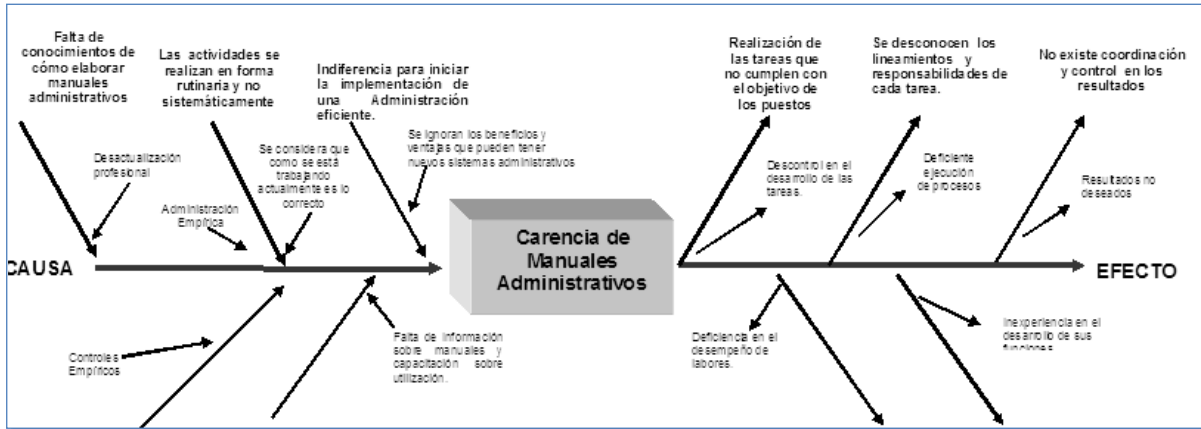 Falta de
conocimientos de
cómo elaborar
manuales
administrativos
Las actividades se
realizan en forma
rutinaria y no
sistemáticamente
Indiferencia para iniciar
la implementación de
una Administración
eficiente.
Realización de
las tareas que
no cumplen con
el objetivo de
los puestos
Se desconocen los
lineamientos y
responsabilidades de
cada tarea.
No existe coordinación
y control en los
resultados
Desactualización
profesional
Se considera que
como se está
trabajando
actualmente es lo
correcto
Se ignoran los beneficios y
ventajas que pueden tener
nuevos sistemas administrativos
Administración
Empírica
Descontrol en el
desarrollo de las
tareas.
Deficiente
ejecución
de procesos
Resultados no
deseados
CAUSA
Carencia de
Manuales
Administrativos
EFECTO
Controles
Empíricos
Falta de información
sobre manuales y
capacitación sobre
utilización.
Deficiencia en el
desempeño de
labores.
Inexperiencia en el
desarrollo de sus
funciones